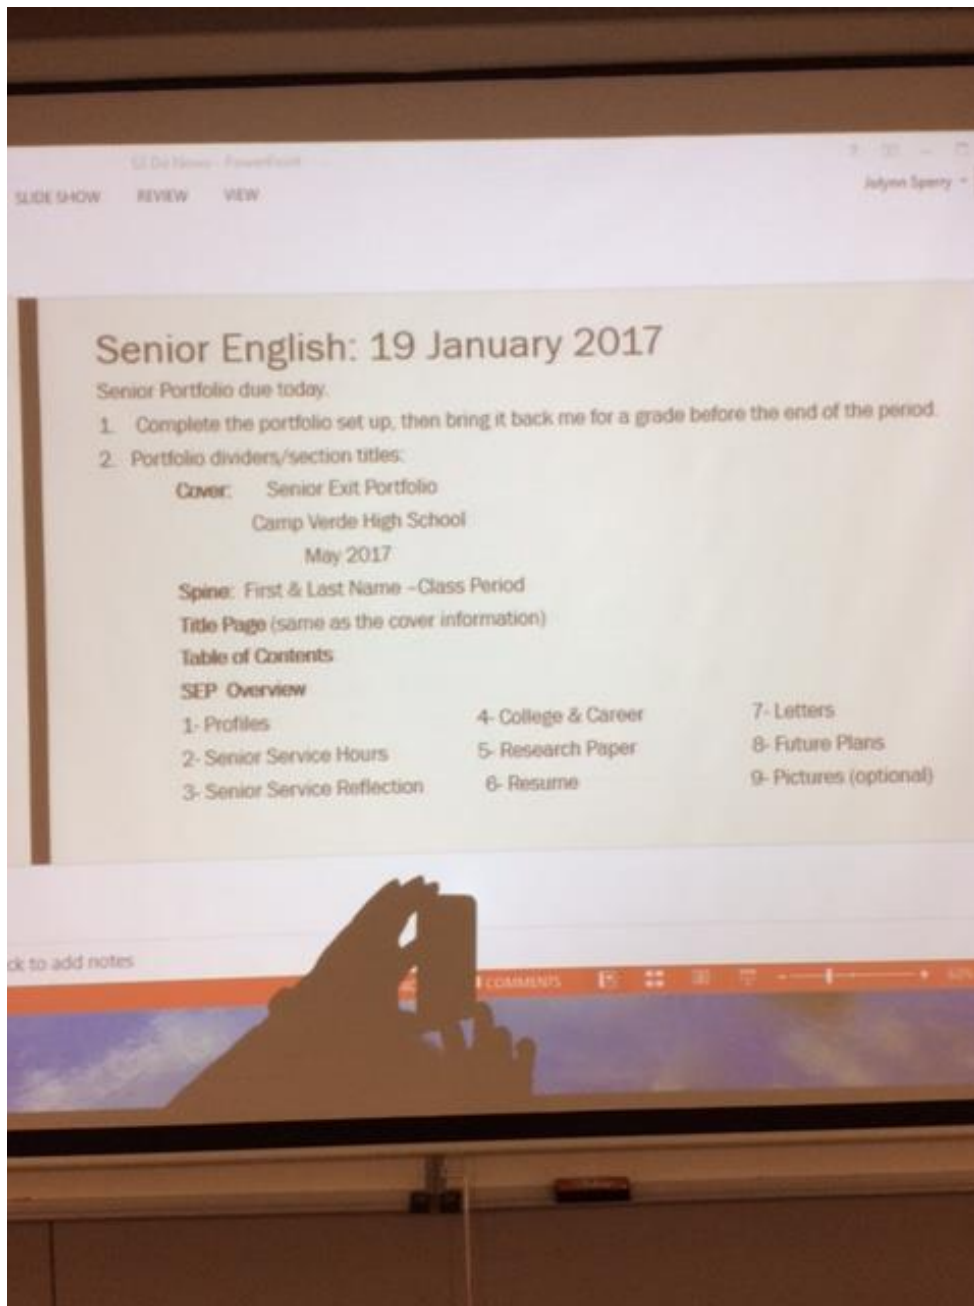 SLIDE SHOW REVIEW VIEW
Jolynn Sperry
Senior English: 19 January 2017
Senior Portfolio due today.
1. Complete the portfolio set up, then bring it back me for a grade before the end of the period.
2. Portfolio dividers/section titles:
Cover: Senior Exit Portfolio
Camp Verde High School
May 2017
Spine: First & Last Name –Class Period
Title Page (same as the cover information)
Table of Contents
SEP Overview
1- Profiles
2- Senior Service Hours
3- Senior Service Reflection
4- College & Career
5- Research Paper
6- Resume
7- Letters
8- Future Plans
9- Pictures (optional)
to add notes
COMMENTS